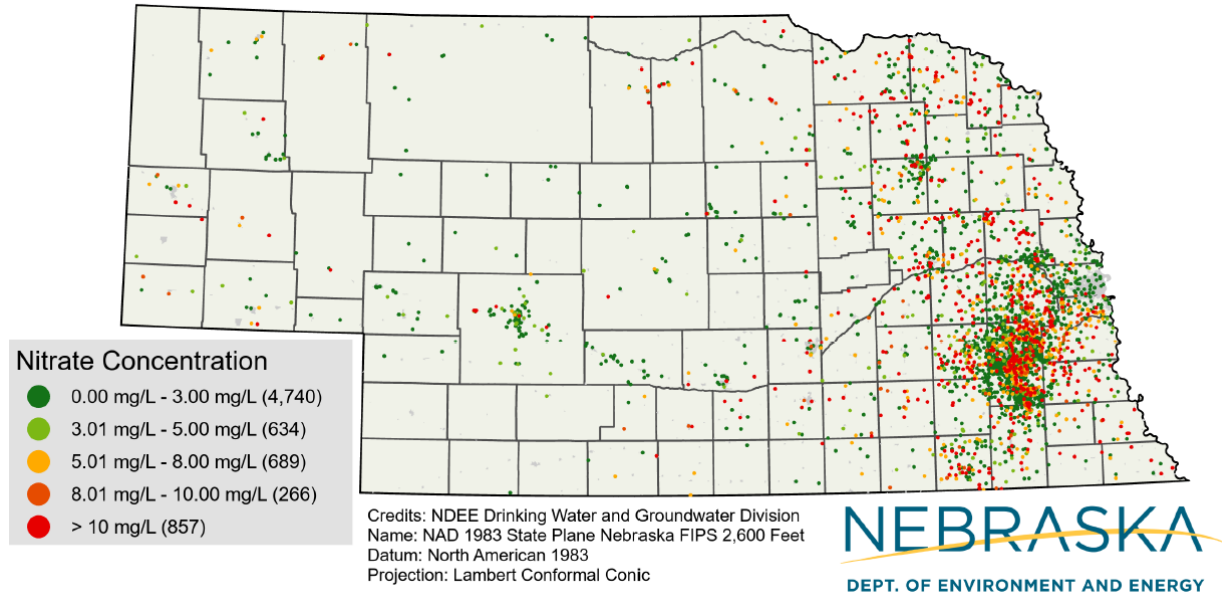 Nitrate Concentration
0.00 mg/L - 3.00 mg/L (4,740)
3.01 mg/L - 5.00 mg/L (634)
5.01 mg/L - 8.00 mg/L (689)
8.01 mg/L - 10.00 mg/L (266)
> 10 mg/L (857)
Credits: NDEE Drinking Water and Groundwater Division
Name: NAD 1983 State Plane Nebraska FIPS 2,600 Feet
Datum: North American 1983
Projection: Lambert Conformal Conic
NEBRASKA
DEPT. OF ENVIRONMENT AND ENERGY